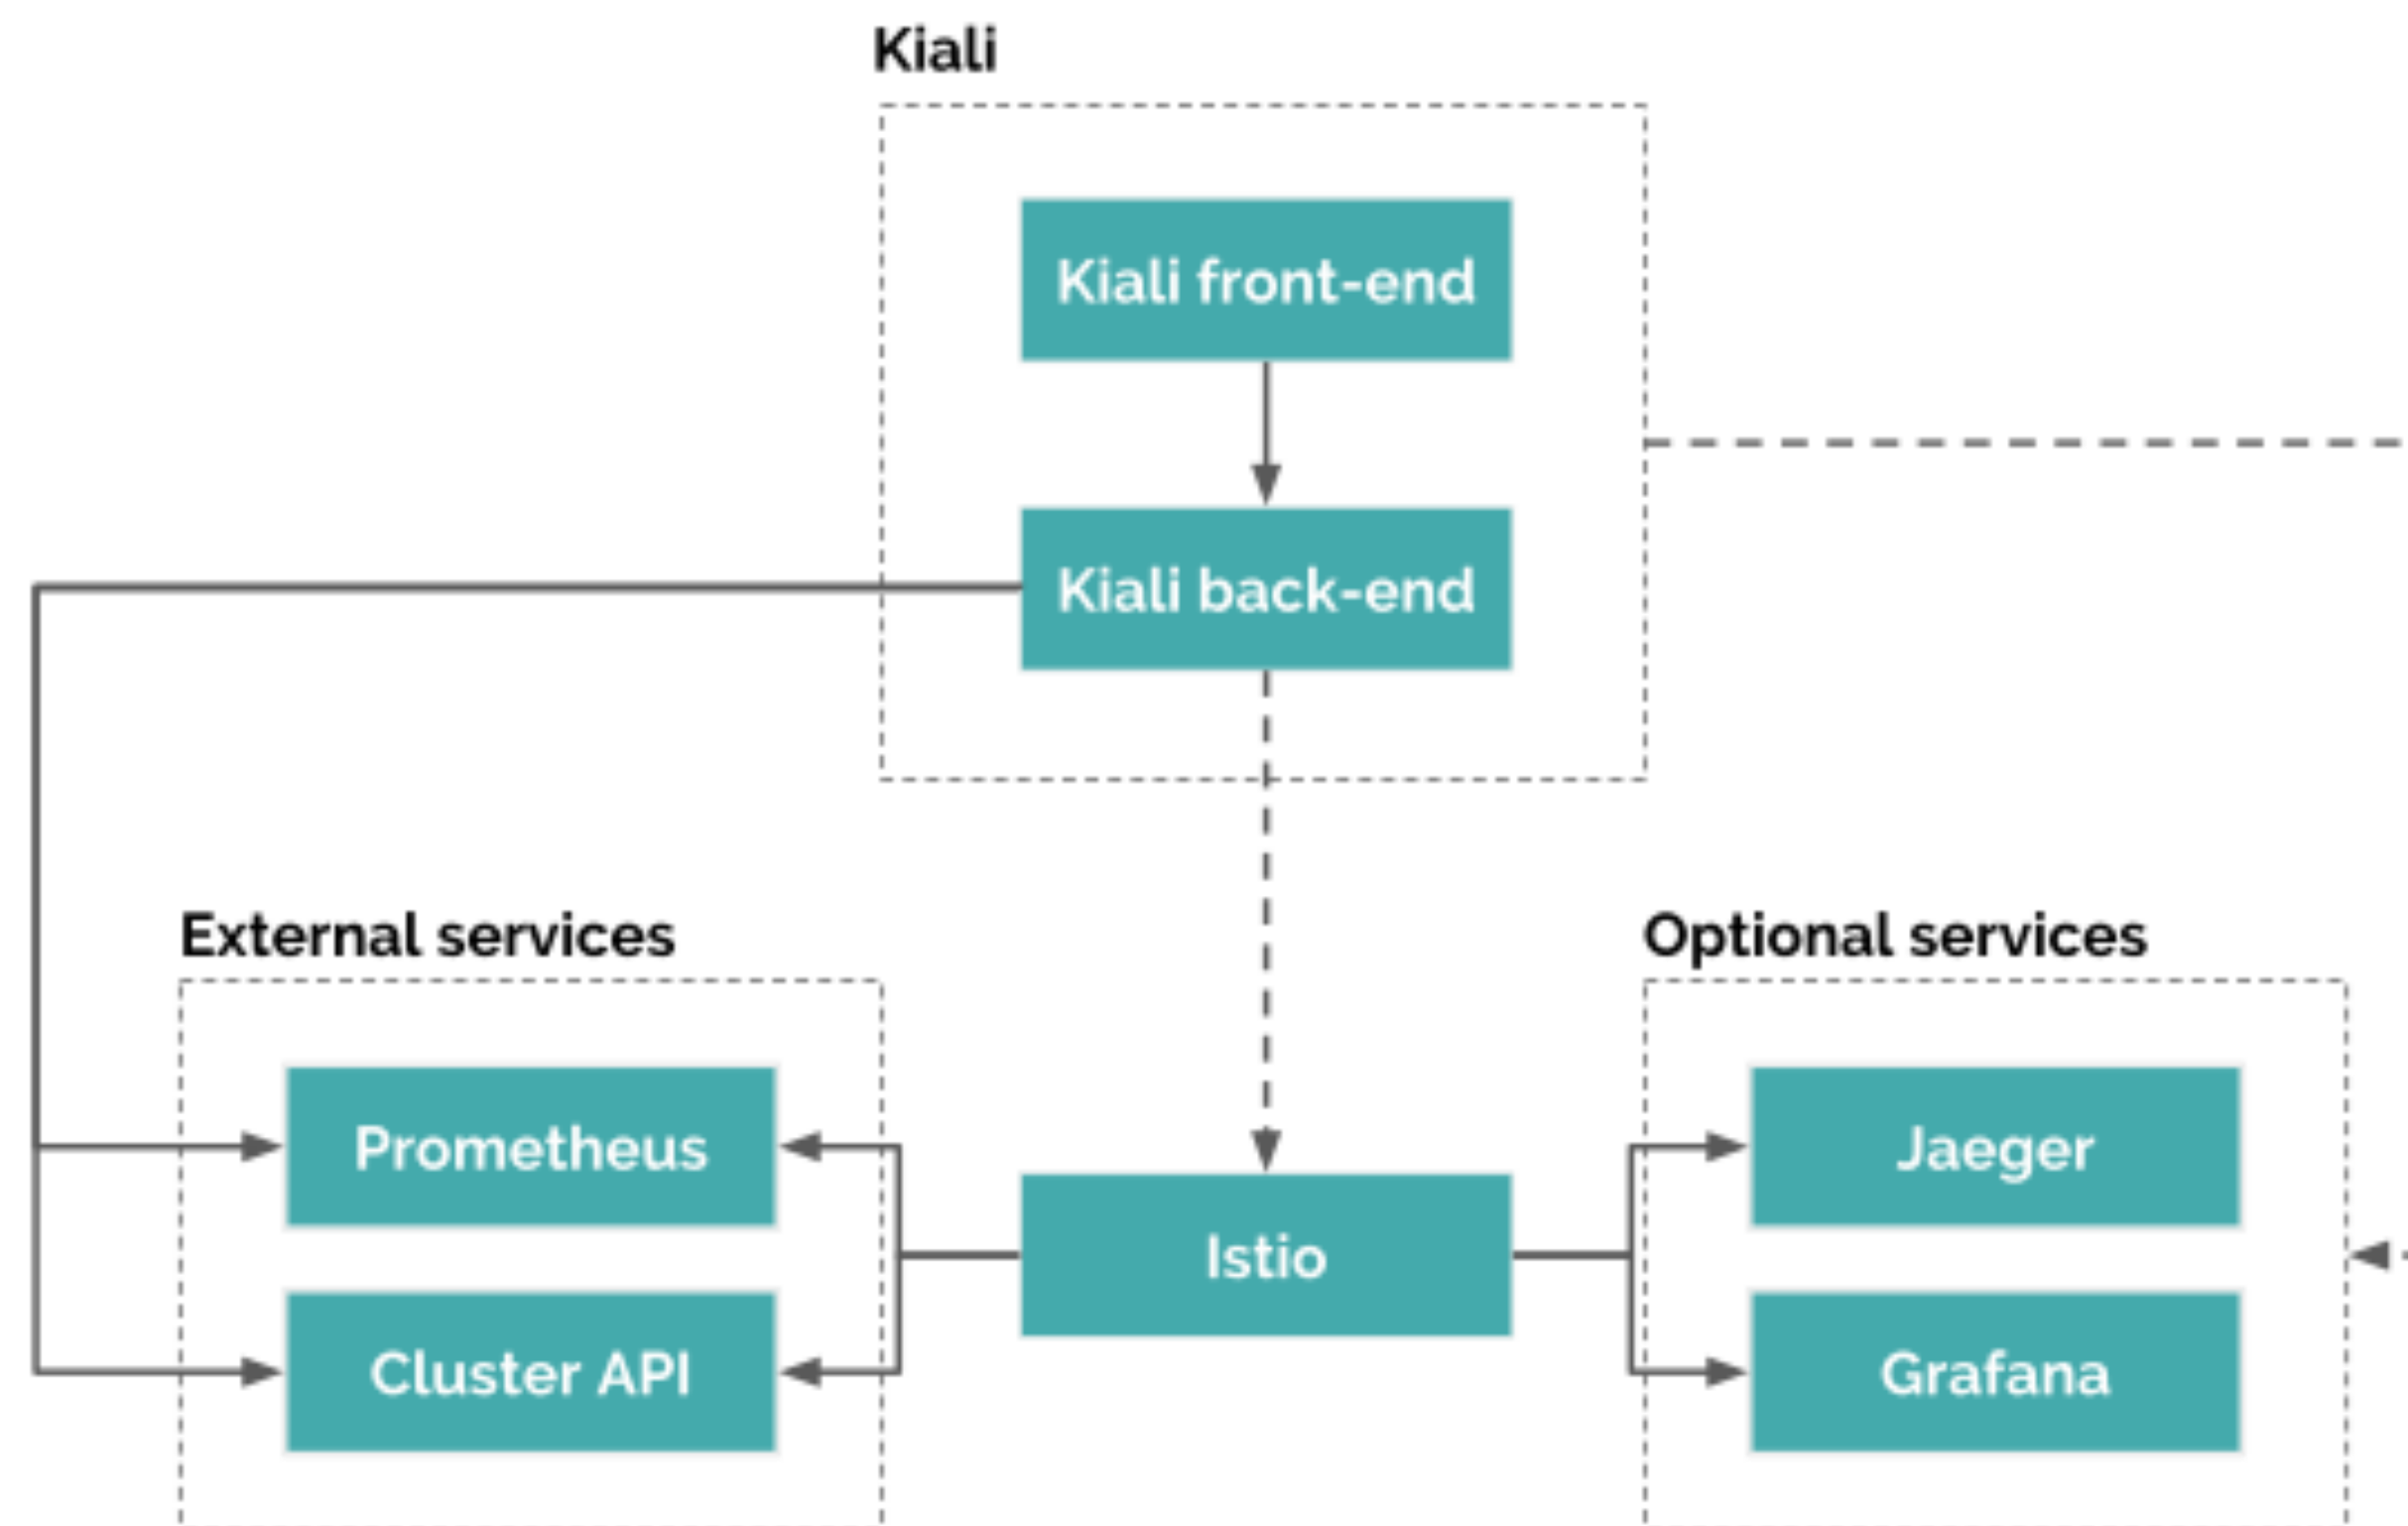 Kiali
Kiali front-end
Kiali back-end
External services
Optional services
Prometheus
Jaeger
Istio
Cluster API
Grafana